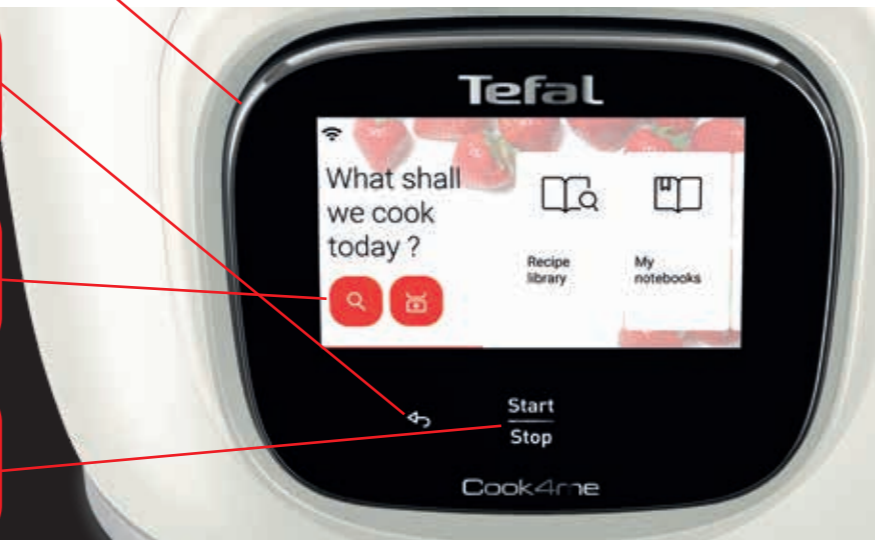 Tefal
What shall
we cook
today ?
Recipe
library
My
notebooks
Start
Stop
Cook4me